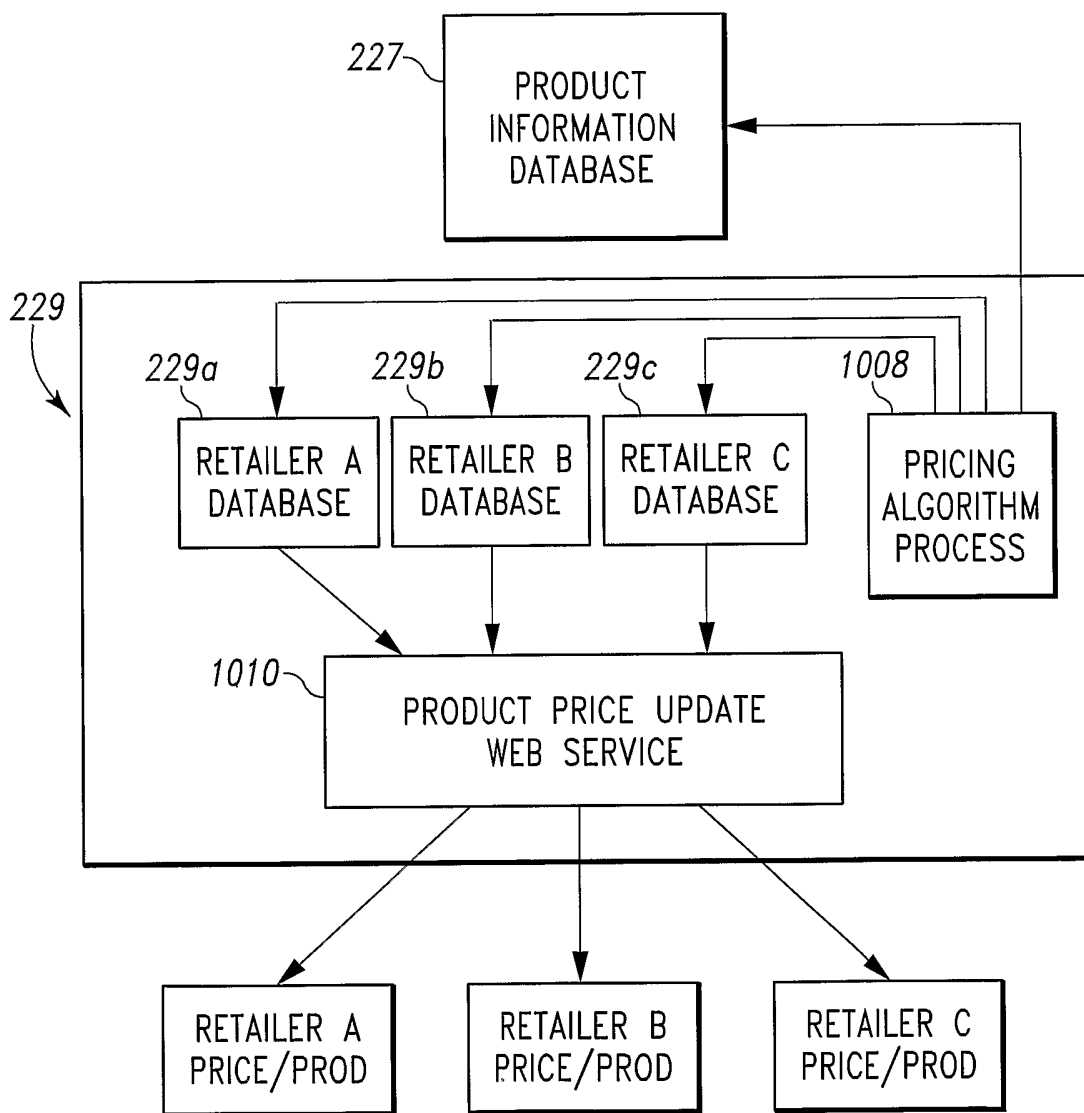 227
PRODUCT
INFORMATION
DATABASE
229
229a
229b
229c
1008
RETAILER A
DATABASE
RETAILER B
DATABASE
RETAILER C
DATABASE
PRICING
ALGORITHM
PROCESS
1010
PRODUCT PRICE UPDATE
WEB SERVICE
RETAILER A
PRICE/PROD
RETAILER B
PRICE/PROD
RETAILER C
PRICE/PROD